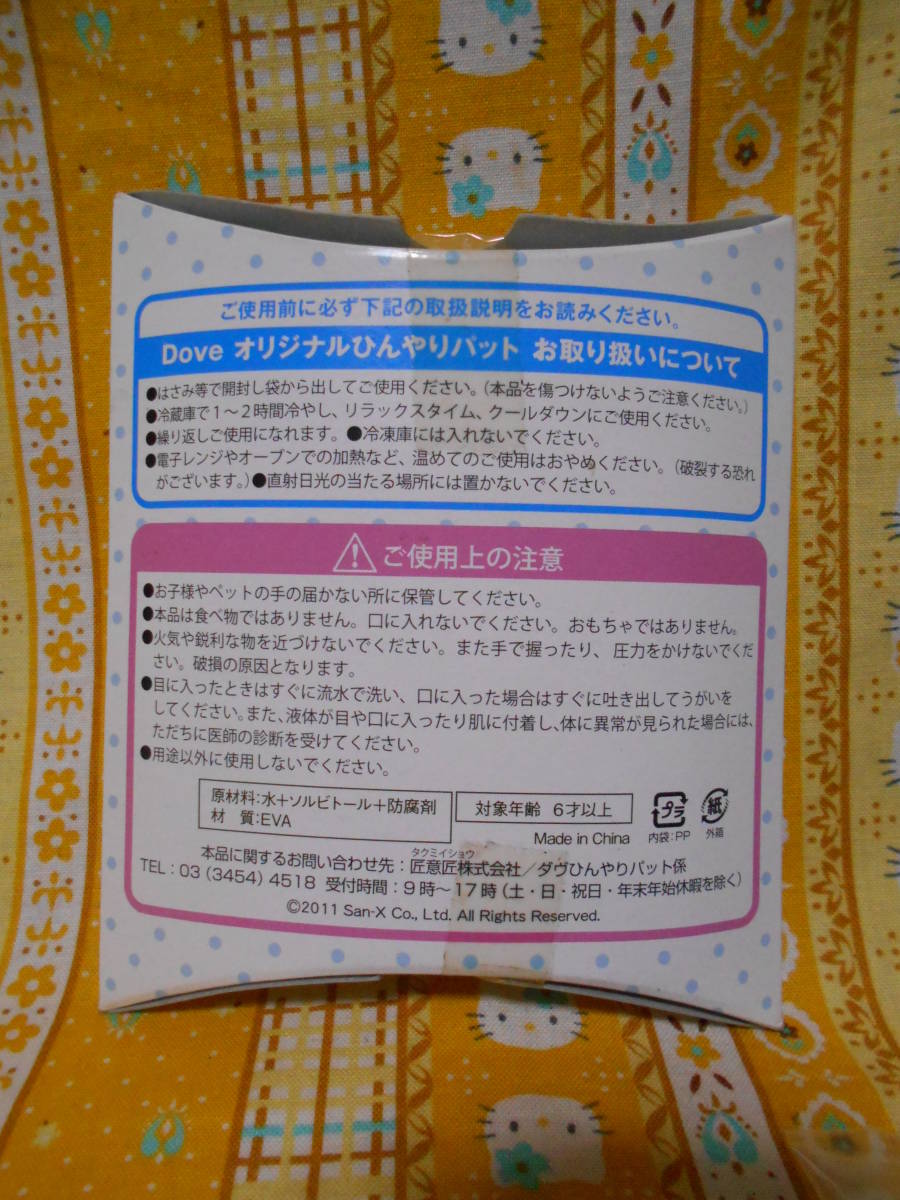 ご使用前に必ず下記の取扱説明をお読みください。
Dove オリジナルひんやりパット お取り扱いについて
●はさみ等で開封し袋から出してご使用ください。(本品を傷つけないようご注意ください。)
●冷蔵庫で1〜2時間冷やし、リラックスタイム、クールダウンにご使用ください。
●繰り返しご使用になれます。●冷凍庫には入れないでください。
●電子レンジやオーブンでの加熱など、温めてのご使用はおやめください。(破裂する恐れ
がございます。)●直射日光の当たる場所には置かないでください。
ご使用上の注意
●お子様やペットの手の届かない所に保管してください。
●本品は食べ物ではありません。口に入れないでください。おもちゃではありません。
●火気や鋭利な物を近づけないでください。また手で握ったり、圧力をかけないでくだ
さい。破損の原因となります。
●目に入ったときはすぐに流水で洗い、口に入った場合はすぐに吐き出してうがいを
してください。また、液体が目や口に入ったり肌に付着し、体に異常が見られた場合には、
ただちに医師の診断を受けてください。
●用途以外に使用しないでください。
原材料:水+ソルビトール+防腐剤
材 質:EVA
対象年齢 6才以上
Made in China
プラ
内袋:PP
紙
外箱
タクミイショウ
本品に関するお問い合わせ先:匠意匠株式会社/ダヴひんやりパット係
TEL:03(3454)4518 受付時間:9時〜17時(土・日・祝日・年末年始休暇を除く)
©2011 San-X Co., Ltd. All Rights Reserved.